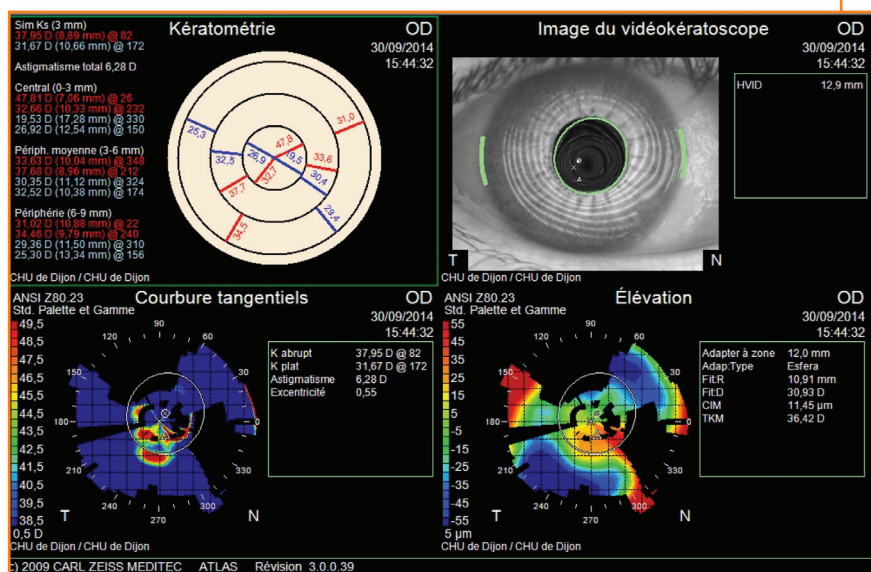 Sim Ks (3 mm)
37,95 D (8,89 mm) @ 82
31,67 D (10,66 mm) @ 172
Astigmatisme total 6,28 D
Central (0-3 mm)
47,81 D (7,06 mm) @ 26
32,66 D (10,33 mm) @ 232
19,53 D (17,28 mm) @ 330
26,92 D (12,54 mm) @ 150
Périph. moyenne (3-6 mm)
33,63 D (10,04 mm) @ 348
37,68 D (8,96 mm) @ 212
30,35 D (11,12 mm) @ 324
32,52 D (10,38 mm) @ 174
Périphérie (6-9 mm)
31,02 D (10,88 mm) @ 22
34,46 D (9,79 mm) @ 240
29,36 D (11,50 mm) @ 310
25,30 D (13,34 mm) @ 156
CHU de Dijon / CHU de Dijon
Kératométrie
OD
30/09/2014
15:44:32
25,3
31,0
47,8
26,9
19,5
32,5
33,6
32,7
30,4
37,7
29,4
34,5
Image du vidéokératoscope
OD
30/09/2014
15:44:32
HVID 12,9 mm
T
N
CHU de Dijon / CHU de Dijon
ANSI Z80.23
Std. Palette et Gamme
Courbure tangentiels
OD
30/09/2014
15:44:32
49,5
48,5
47,5
46,5
45,5
44,5
43,5
42,5
41,5
40,5
39,5
38,5
0,5 D
90
120
60
30
180
0
210
330
240
300
270
T
N
K abrupt 37,95 D @ 82
K plat 31,67 D @ 172
Astigmatisme 6,28 D
Excentricité 0,55
CHU de Dijon / CHU de Dijon
ANSI Z80.23
Std. Palette et Gamme
Élévation
OD
30/09/2014
15:44:32
55
45
35
25
15
5
-5
-15
-25
-35
-45
-55
5 µm
90
120
60
30
180
0
210
330
240
300
270
T
N
Adapter à zone 12,0 mm
Adap:Type Esfera
Fit:R 10,91 mm
Fit:D 30,93 D
CIM 11,45 µm
TKM 36,42 D
CHU de Dijon / CHU de Dijon
c) 2009 CARL ZEISS MEDITEC ATLAS Révision 3.0.0.39